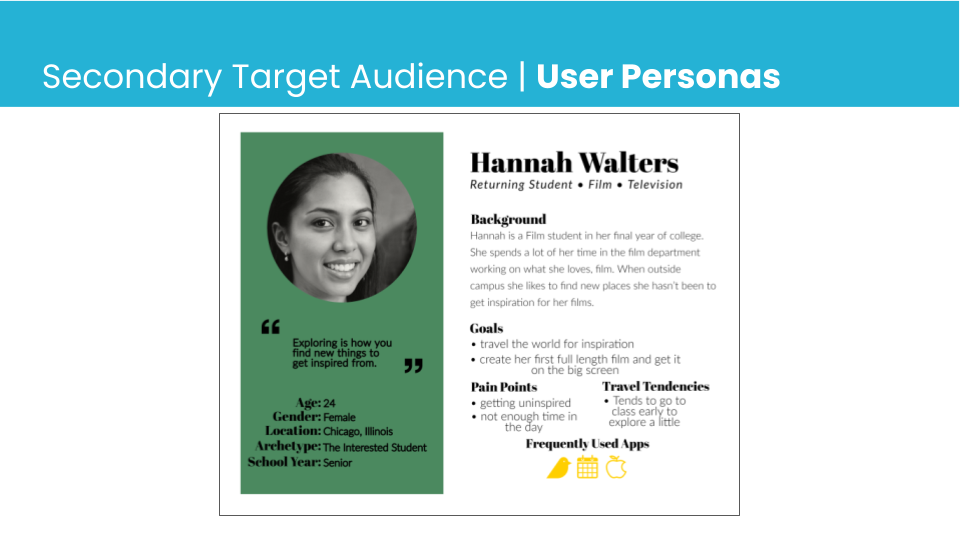 Secondary Target Audience | User Personas
Hannah Walters
Returning Student • Film • Television
Background
Hannah is a Film student in her final year of college.
She spends a lot of her time in the film department
working on what she loves, film. When outside
campus she likes to find new places she hasn't been to
get inspiration for her films.
Goals
• travel the world for inspiration
• create her first full length film and get it
on the big screen
Pain Points
• getting uninspired
• not enough time in
the day
Travel Tendencies
• Tends to go to
class early to
explore a little
Frequently Used Apps
“
Exploring is how you
find new things to
get inspired from.
”
Age: 24
Gender: Female
Location: Chicago, Illinois
Archetype: The Interested Student
School Year: Senior